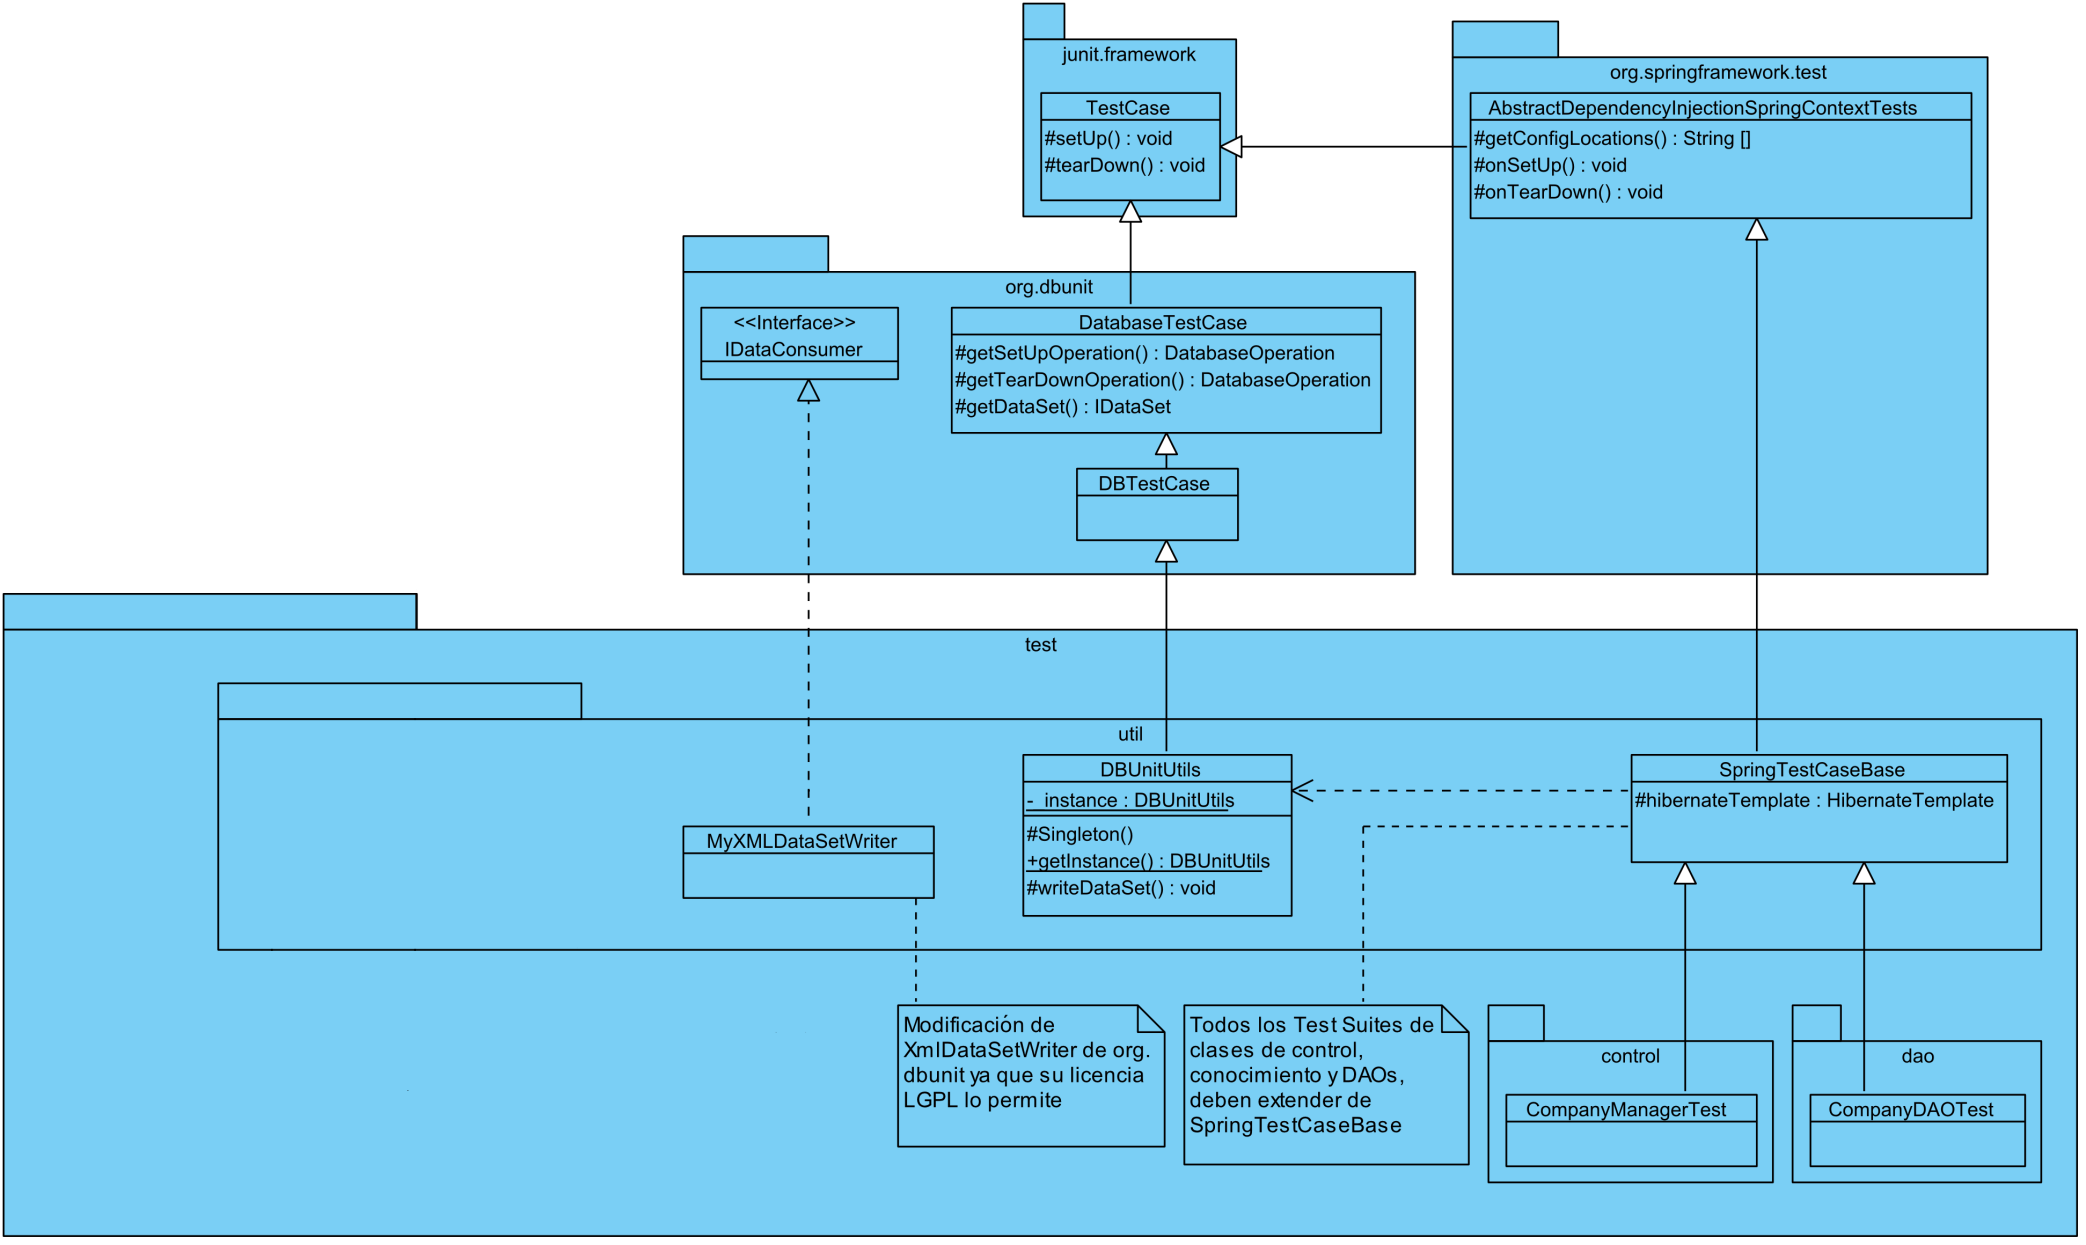 junit.framework
TestCase
#setUp() : void
#tearDown() : void
org.springframework.test
AbstractDependencyInjectionSpringContextTests
#getConfigLocations() : String []
#onSetUp() : void
#onTearDown() : void
org.dbunit
<<Interface>>
IDataConsumer
DatabaseTestCase
#getSetUpOperation() : DatabaseOperation
#getTearDownOperation() : DatabaseOperation
#getDataSet() : IDataSet
DBTestCase
test
util
DBUnitUtils
-_instance : DBUnitUtils
#Singleton()
+getInstance() : DBUnitUtils
#writeDataSet() : void
SpringTestCaseBase
#hibernateTemplate : HibernateTemplate
MyXMLDataSetWriter
Modificación de
XmlDataSetWriter de org.
dbunit ya que su licencia
LGPL lo permite
Todos los Test Suites de
clases de control,
conocimiento y DAOs,
deben extender de
SpringTestCaseBase
control
CompanyManagerTest
dao
CompanyDAOTest